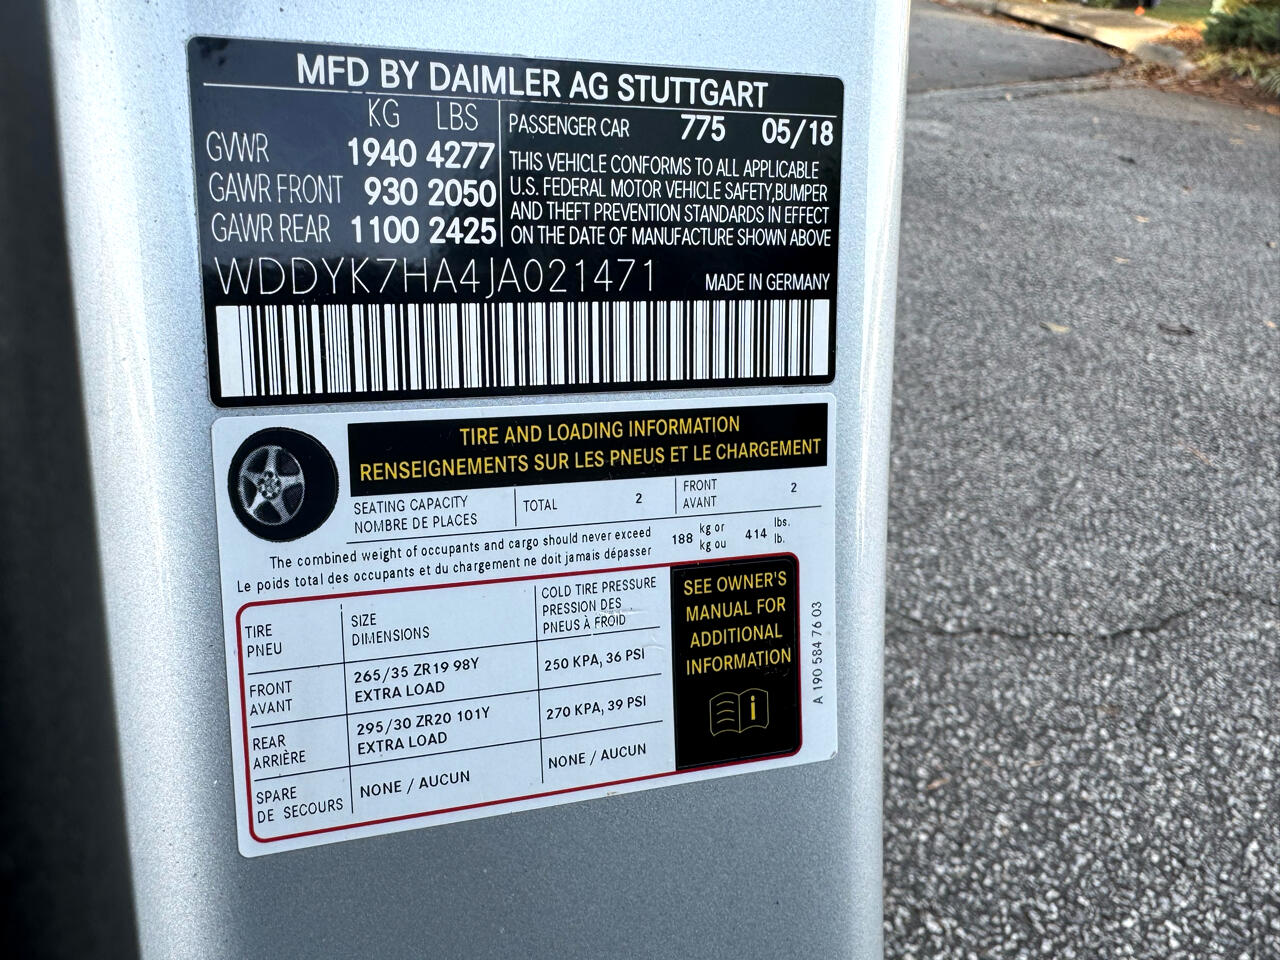 MFD BY DAIMLER AG STUTTGART
KG LBS
GVWR 1940 4277
GAWR FRONT 930 2050
GAWR REAR 1100 2425
PASSENGER CAR 775 05/18
THIS VEHICLE CONFORMS TO ALL APPLICABLE
U.S. FEDERAL MOTOR VEHICLE SAFETY,BUMPER
AND THEFT PREVENTION STANDARDS IN EFFECT
ON THE DATE OF MANUFACTURE SHOWN ABOVE
WDDYK7HA4JA021471 MADE IN GERMANY
TIRE AND LOADING INFORMATION
RENSEIGNEMENTS SUR LES PNEUS ET LE CHARGEMENT
SEATING CAPACITY
NOMBRE DE PLACES
TOTAL 2
FRONT
AVANT
2
The combined weight of occupants and cargo should never exceed
Le poids total des occupants et du chargement ne doit jamais dépasser
188 kg or
kg ou
414 lbs.
lb.
TIRE
PNEU
SIZE
DIMENSIONS
COLD TIRE PRESSURE
PRESSION DES
PNEUS À FROID
FRONT
AVANT
265/35 ZR19 98Y
EXTRA LOAD
250 KPA, 36 PSI
REAR
ARRIÈRE
295/30 ZR20 101Y
EXTRA LOAD
270 KPA, 39 PSI
SPARE
DE SECOURS
NONE / AUCUN
NONE / AUCUN
SEE OWNER'S
MANUAL FOR
ADDITIONAL
INFORMATION
i
A 190 584 76 03